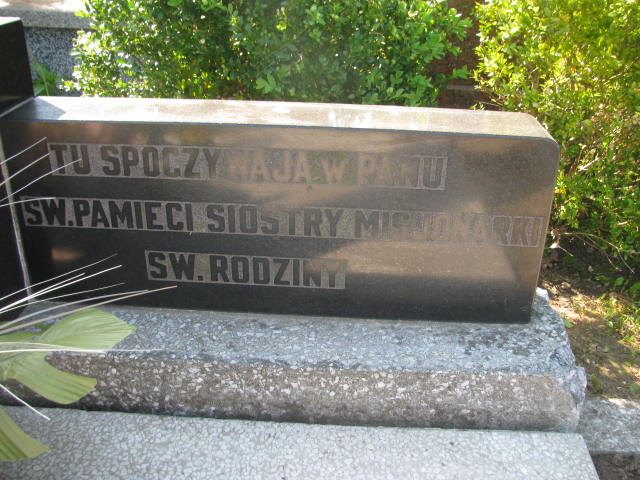 TU SPOCZYWAJĄ W PANU
ŚW. PAMIĘCI SIOSTRY MISJONARKI
ŚW. RODZINY